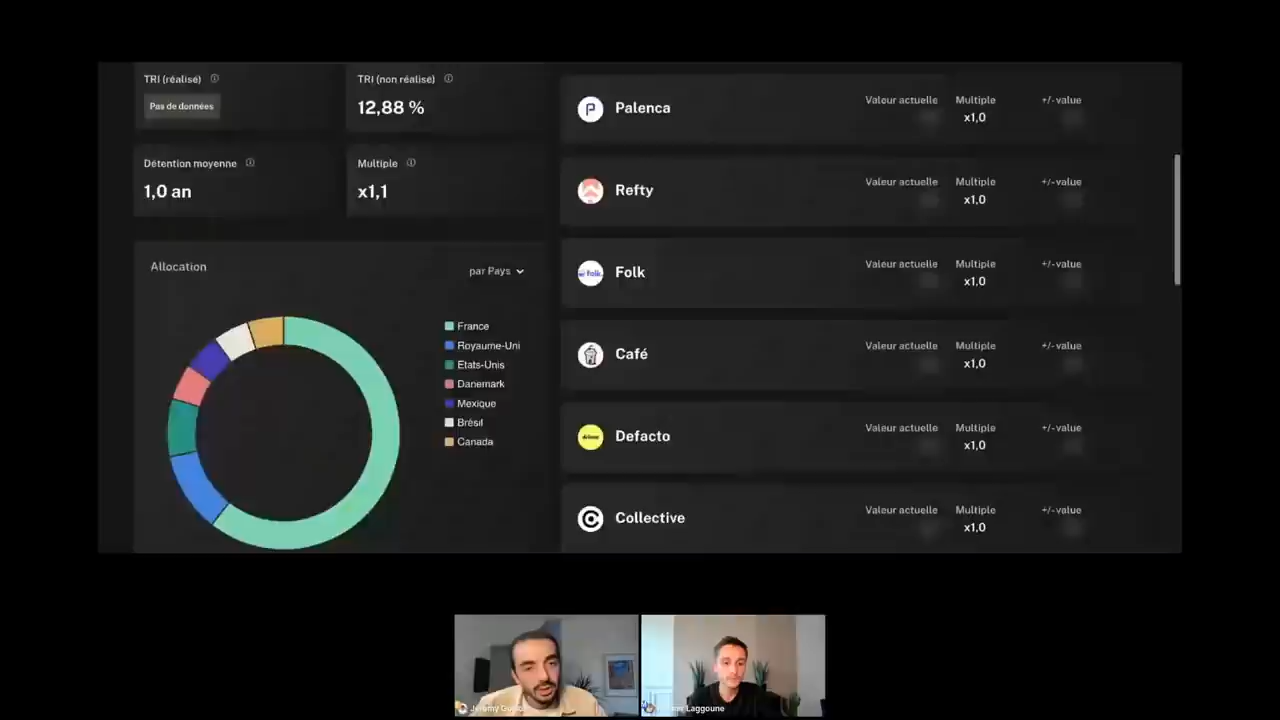 TRI (réalisé)
Pas de données
TRI (non réalisé)
12,88 %
Détention moyenne
1,0 an
Multiple
x1,1
Allocation
par Pays
France
Royaume-Uni
Etats-Unis
Danemark
Mexique
Brésil
Canada
Palenca
Valeur actuelle
Multiple
+/-value
x1,0
Refty
Valeur actuelle
Multiple
+/-value
x1,0
folk
Folk
Valeur actuelle
Multiple
+/-value
x1,0
Café
Valeur actuelle
Multiple
+/-value
x1,0
Defacto
Valeur actuelle
Multiple
+/-value
x1,0
Collective
Valeur actuelle
Multiple
+/-value
x1,0
Jérémy
Laggoune